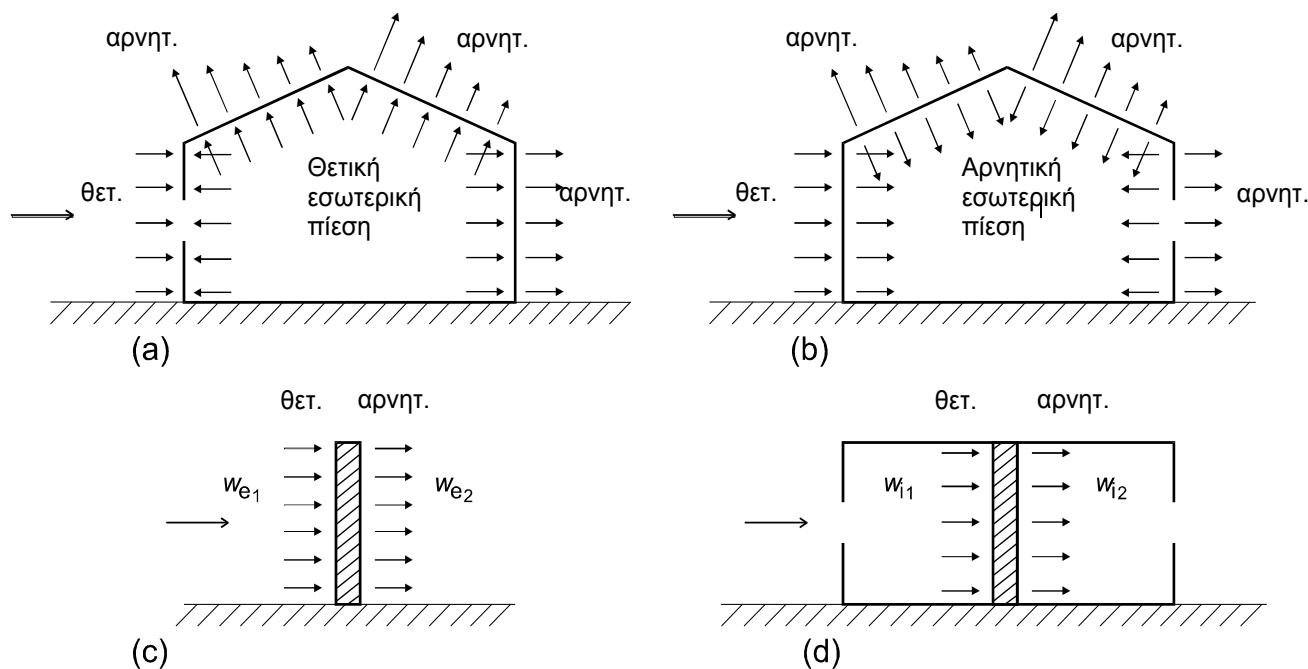 αρνητ.
αρνητ.
θετ.
Θετική
εσωτερική
πίεση
αρνητ.
(a)
αρνητ.
αρνητ.
θετ.
Αρνητική
εσωτερική
πίεση
αρνητ.
(b)
θετ. αρνητ.
we1
we2
(c)
θετ. αρνητ.
wi1
wi2
(d)